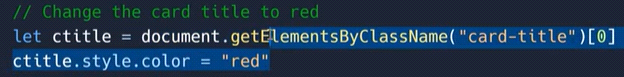 // Change the card title to red
let ctitle = document.getElementsByClassName("card-title")[0]
ctitle.style.color = "red"